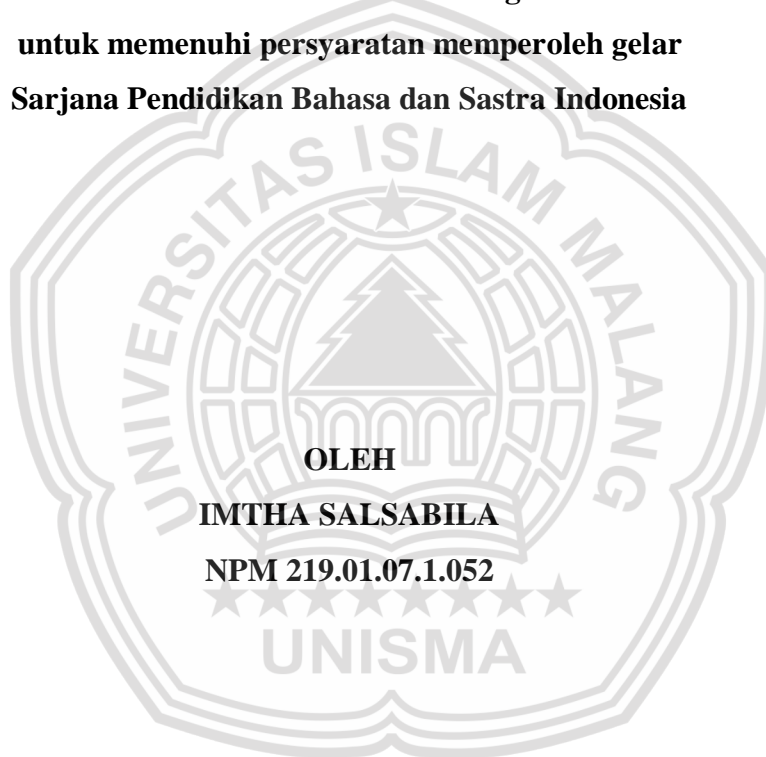 untuk memenuhi persyaratan memperoleh gelar
Sarjana Pendidikan Bahasa dan Sastra Indonesia
UNIVERSITAS ISLAM MALANG
OLEH
IMTHA SALSABILA
NPM 219.01.07.1.052
UNISMA